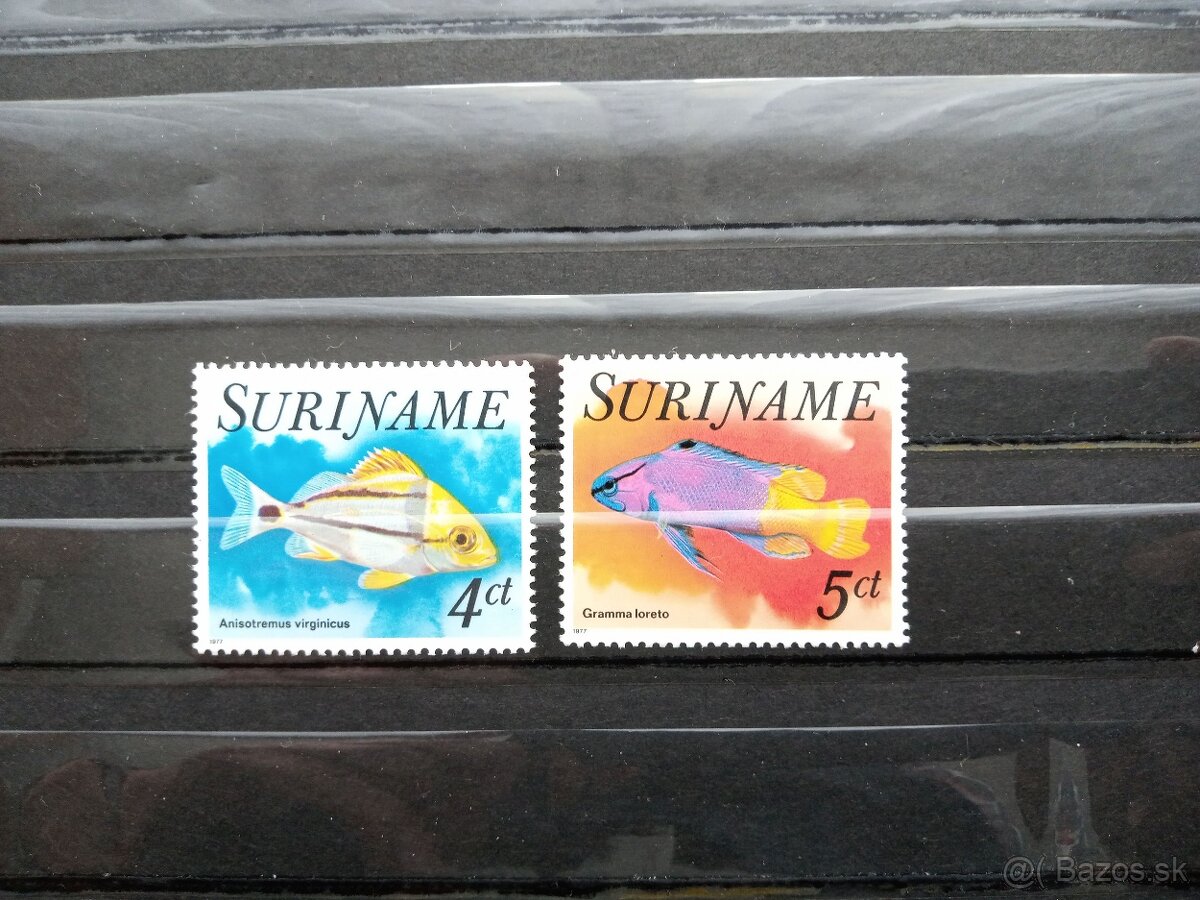 SURINAME
4ct
Anisotremus virginicus
1977
SURINAME
5ct
Gramma loreto
1977
@( Bazos.sk